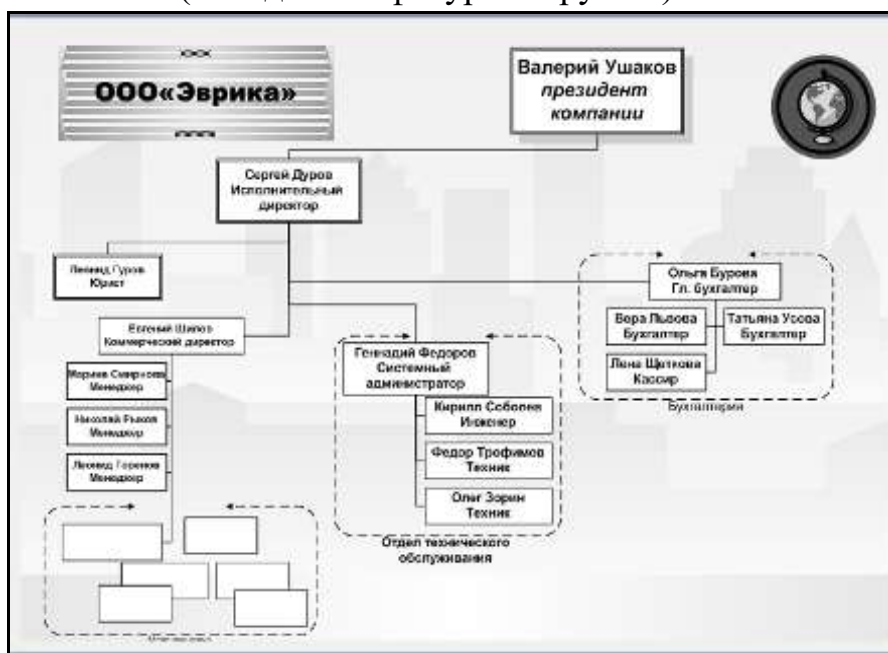 ООО«Эврика»
Валерий Ушаков
президент
компании
Сергей Дуров
Исполнительный
директор
Леонид Гуров
Юрист
Ольга Бурова
Гл. бухгалтер
Вера Львова
Бухгалтер
Татьяна Усова
Бухгалтер
Лена Щеткова
Кассир
Бухгалтерия
Евгений Шилов
Коммерческий директор
Мария Смирнова
Менеджер
Николай Рыков
Менеджер
Леонид
Менеджер
Геннадий Федоров
Системный
администратор
Кирилл Соболев
Инженер
Федор Трофимов
Техник
Олег Зорин
Техник
Отдел технического
обслуживания